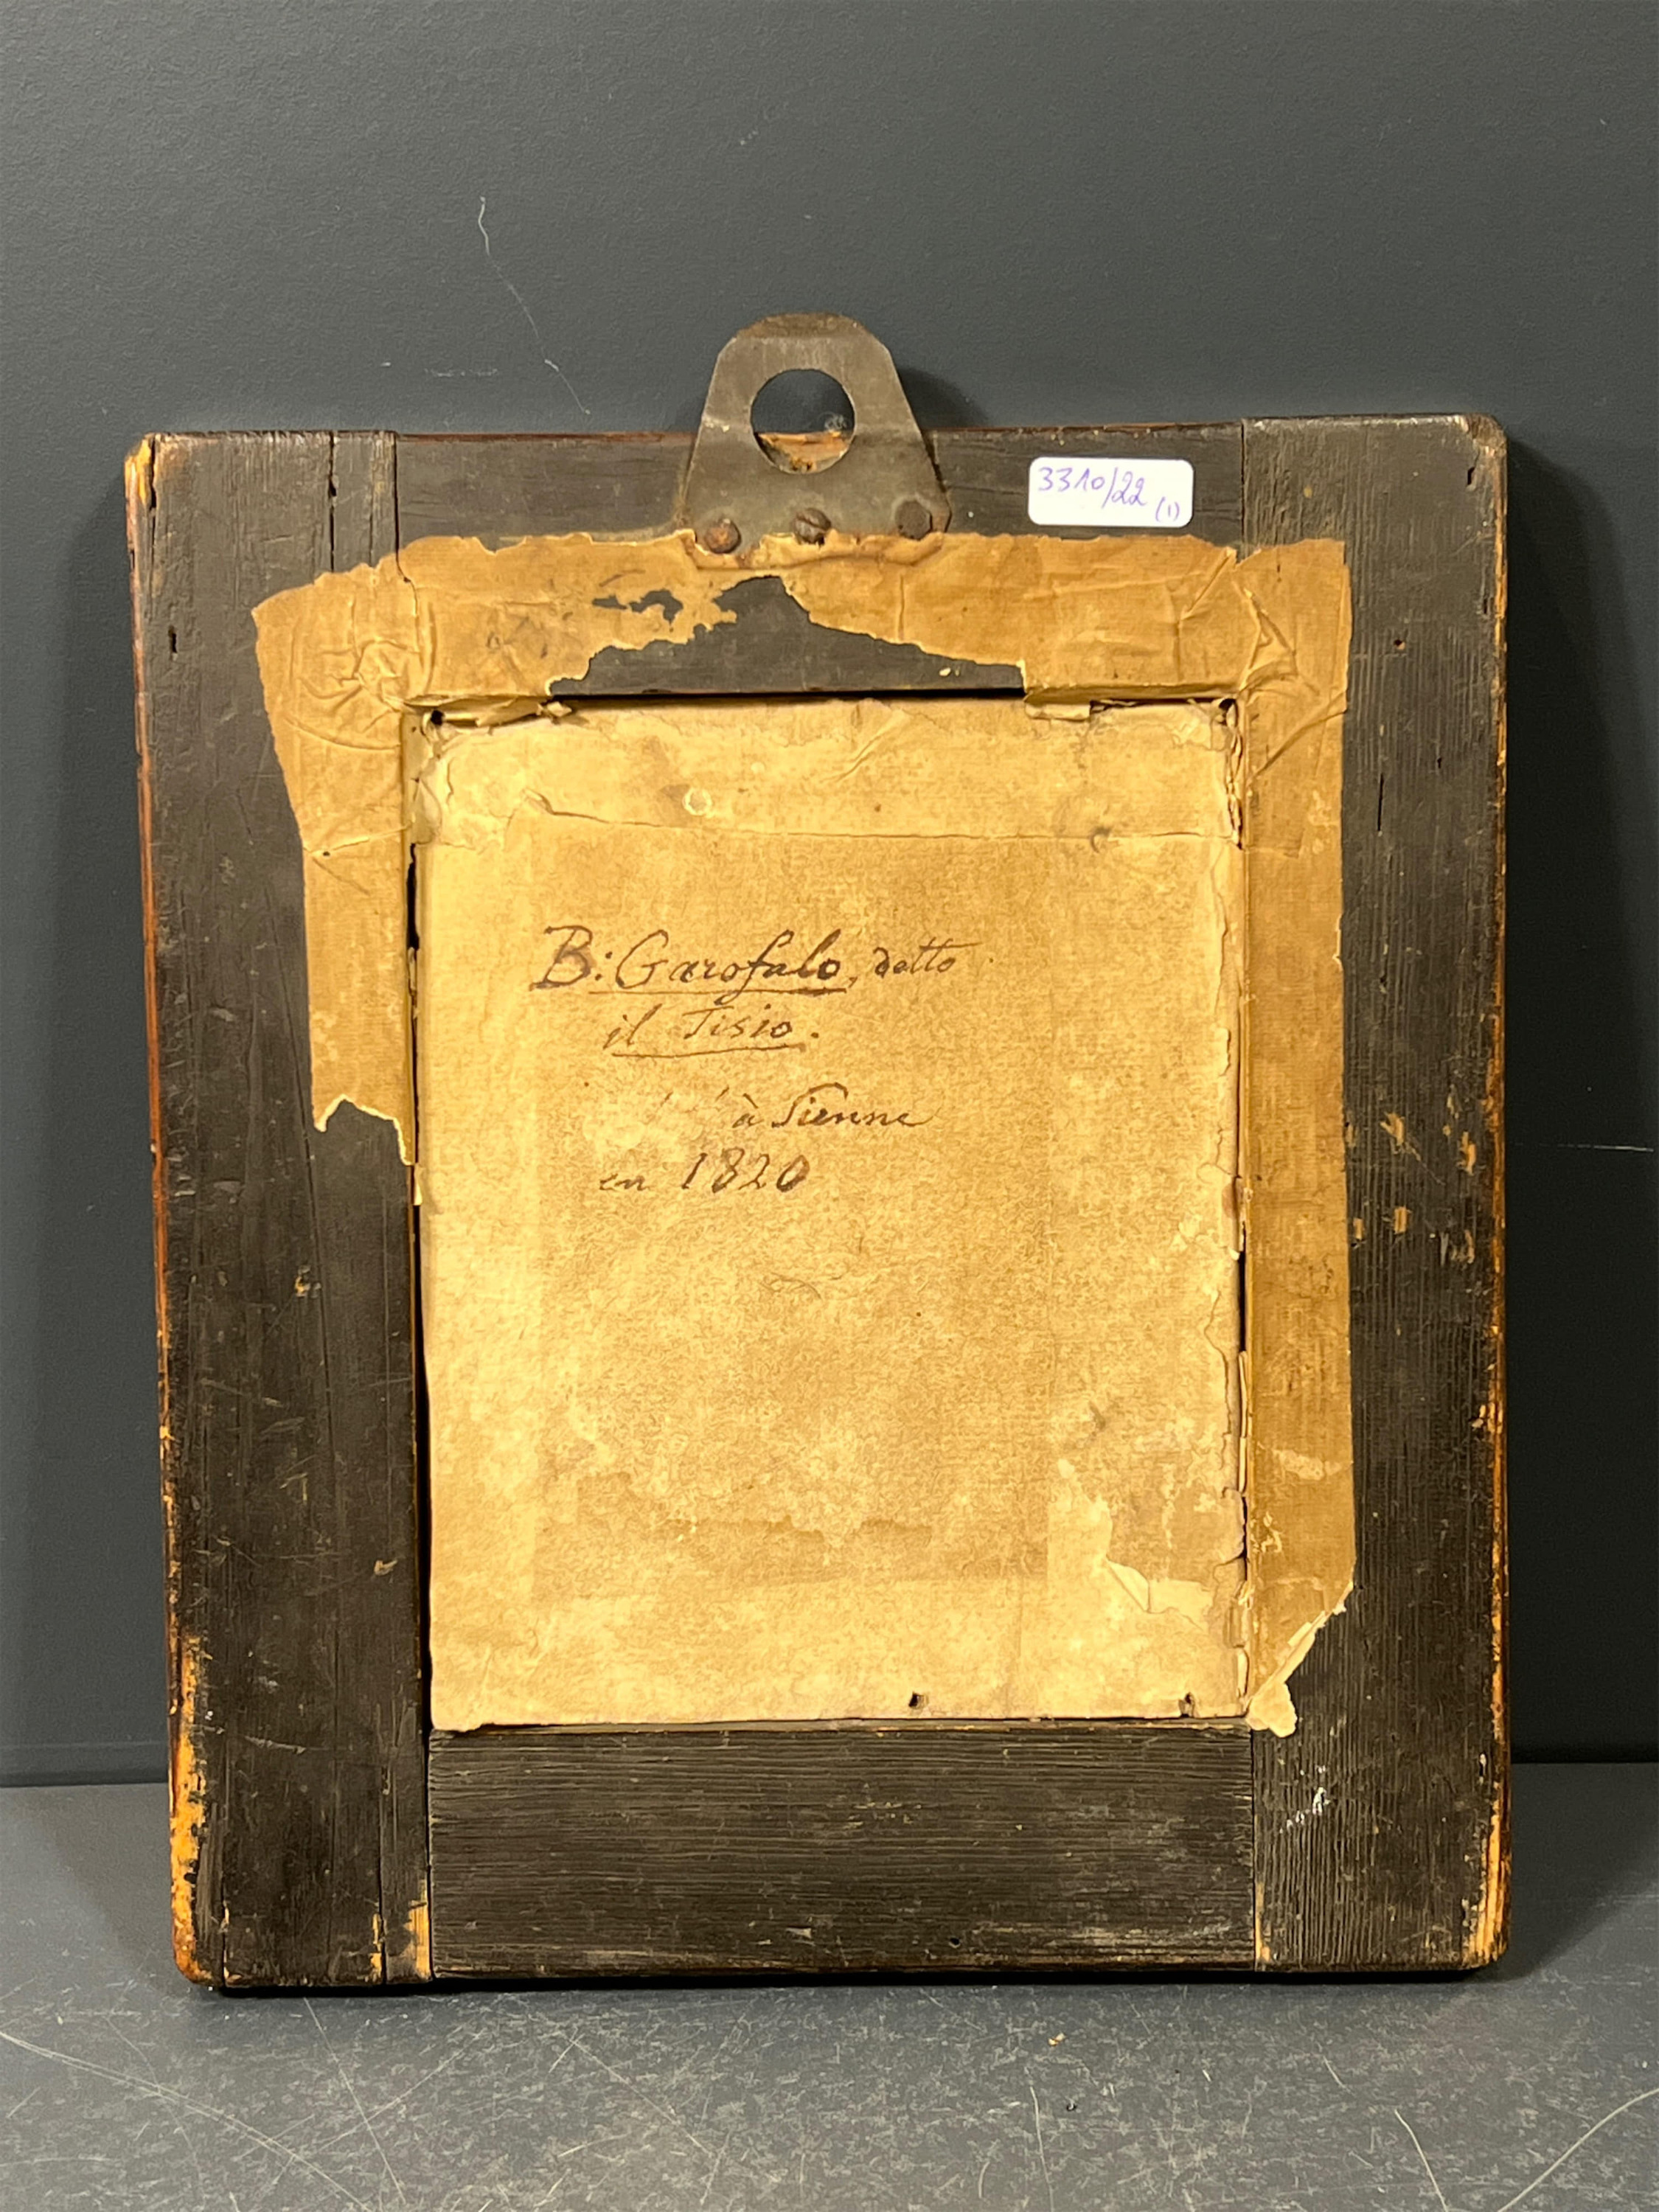 3310/22
(1)
B: Garofalo, detto
il Tisio.
à Sienne
en 1820